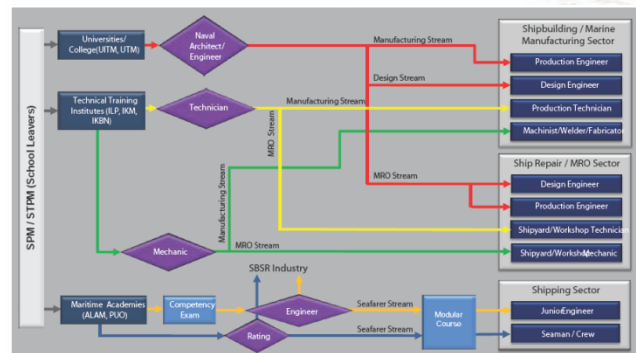 SPM / STPM (School Leavers)
Universities/
College(UITM, UTM)
Naval
Architect/
Engineer
Manufacturing Stream
Design Stream
Technical Training
Institutes (ILP, IKM,
IKBN)
Technician
Manufacturing Stream
MRO Stream
Manufacturing Stream
MRO Stream
Mechanic
MRO Stream
SBSR Industry
Maritime Academies
(ALAM, PUO)
Competency
Exam
Engineer
Rating
Seafarer Stream
Seafarer Stream
Modular
Course
Shipbuilding / Marine
Manufacturing Sector
Production Engineer
Design Engineer
Production Technician
Machinist/Welder/Fabricator
Ship Repair / MRO Sector
Design Engineer
Production Engineer
Shipyard/Workshop Technician
Shipyard/Workshop Mechanic
Shipping Sector
Junior Engineer
Seaman / Crew